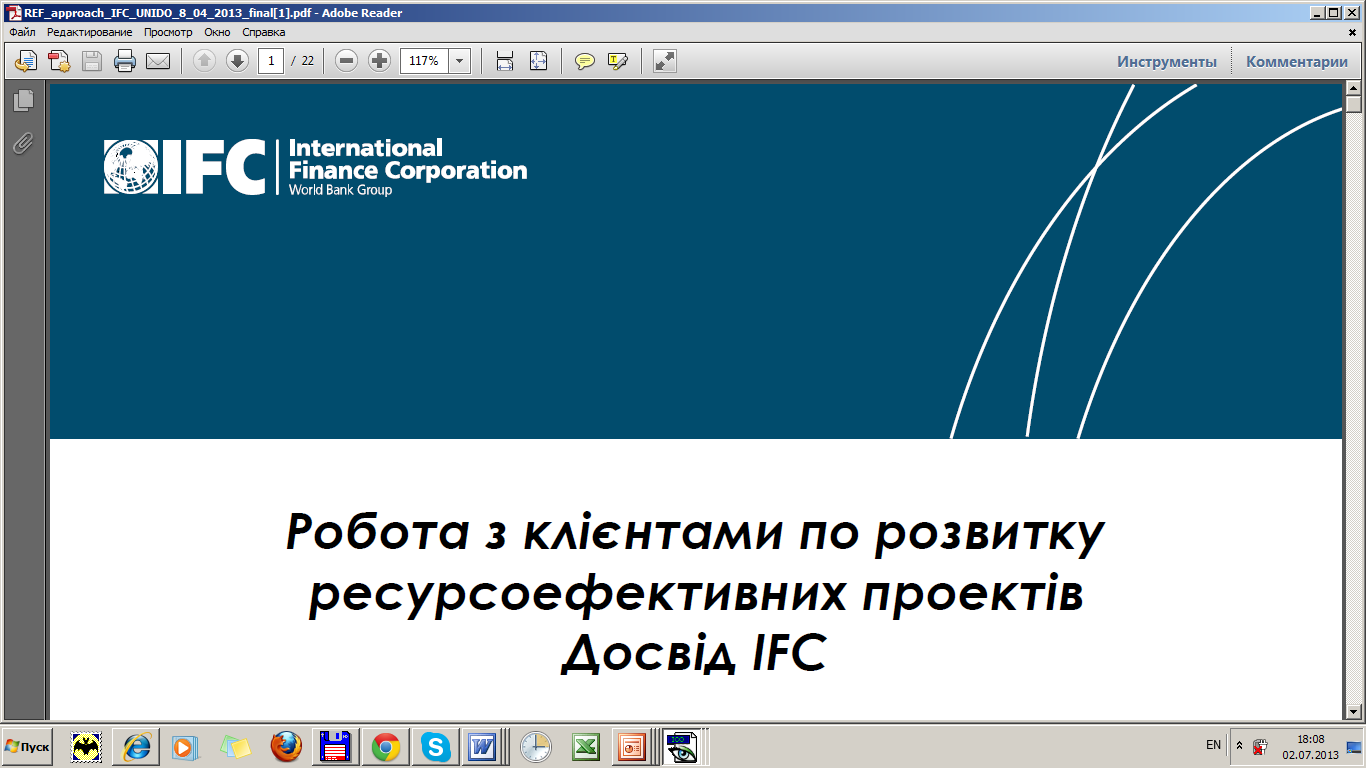 REF_approach_IFC_UNIDO_8_04_2013_final[1].pdf - Adobe Reader
Файл Редактирование Просмотр Окно Справка
1 / 22 117% Инструменты Комментарии
IFC International
Finance Corporation
World Bank Group
Робота з клієнтами по розвитку
ресурсоефективних проектів
Досвід IFC
Пуск EN 18:08
02.07.2013